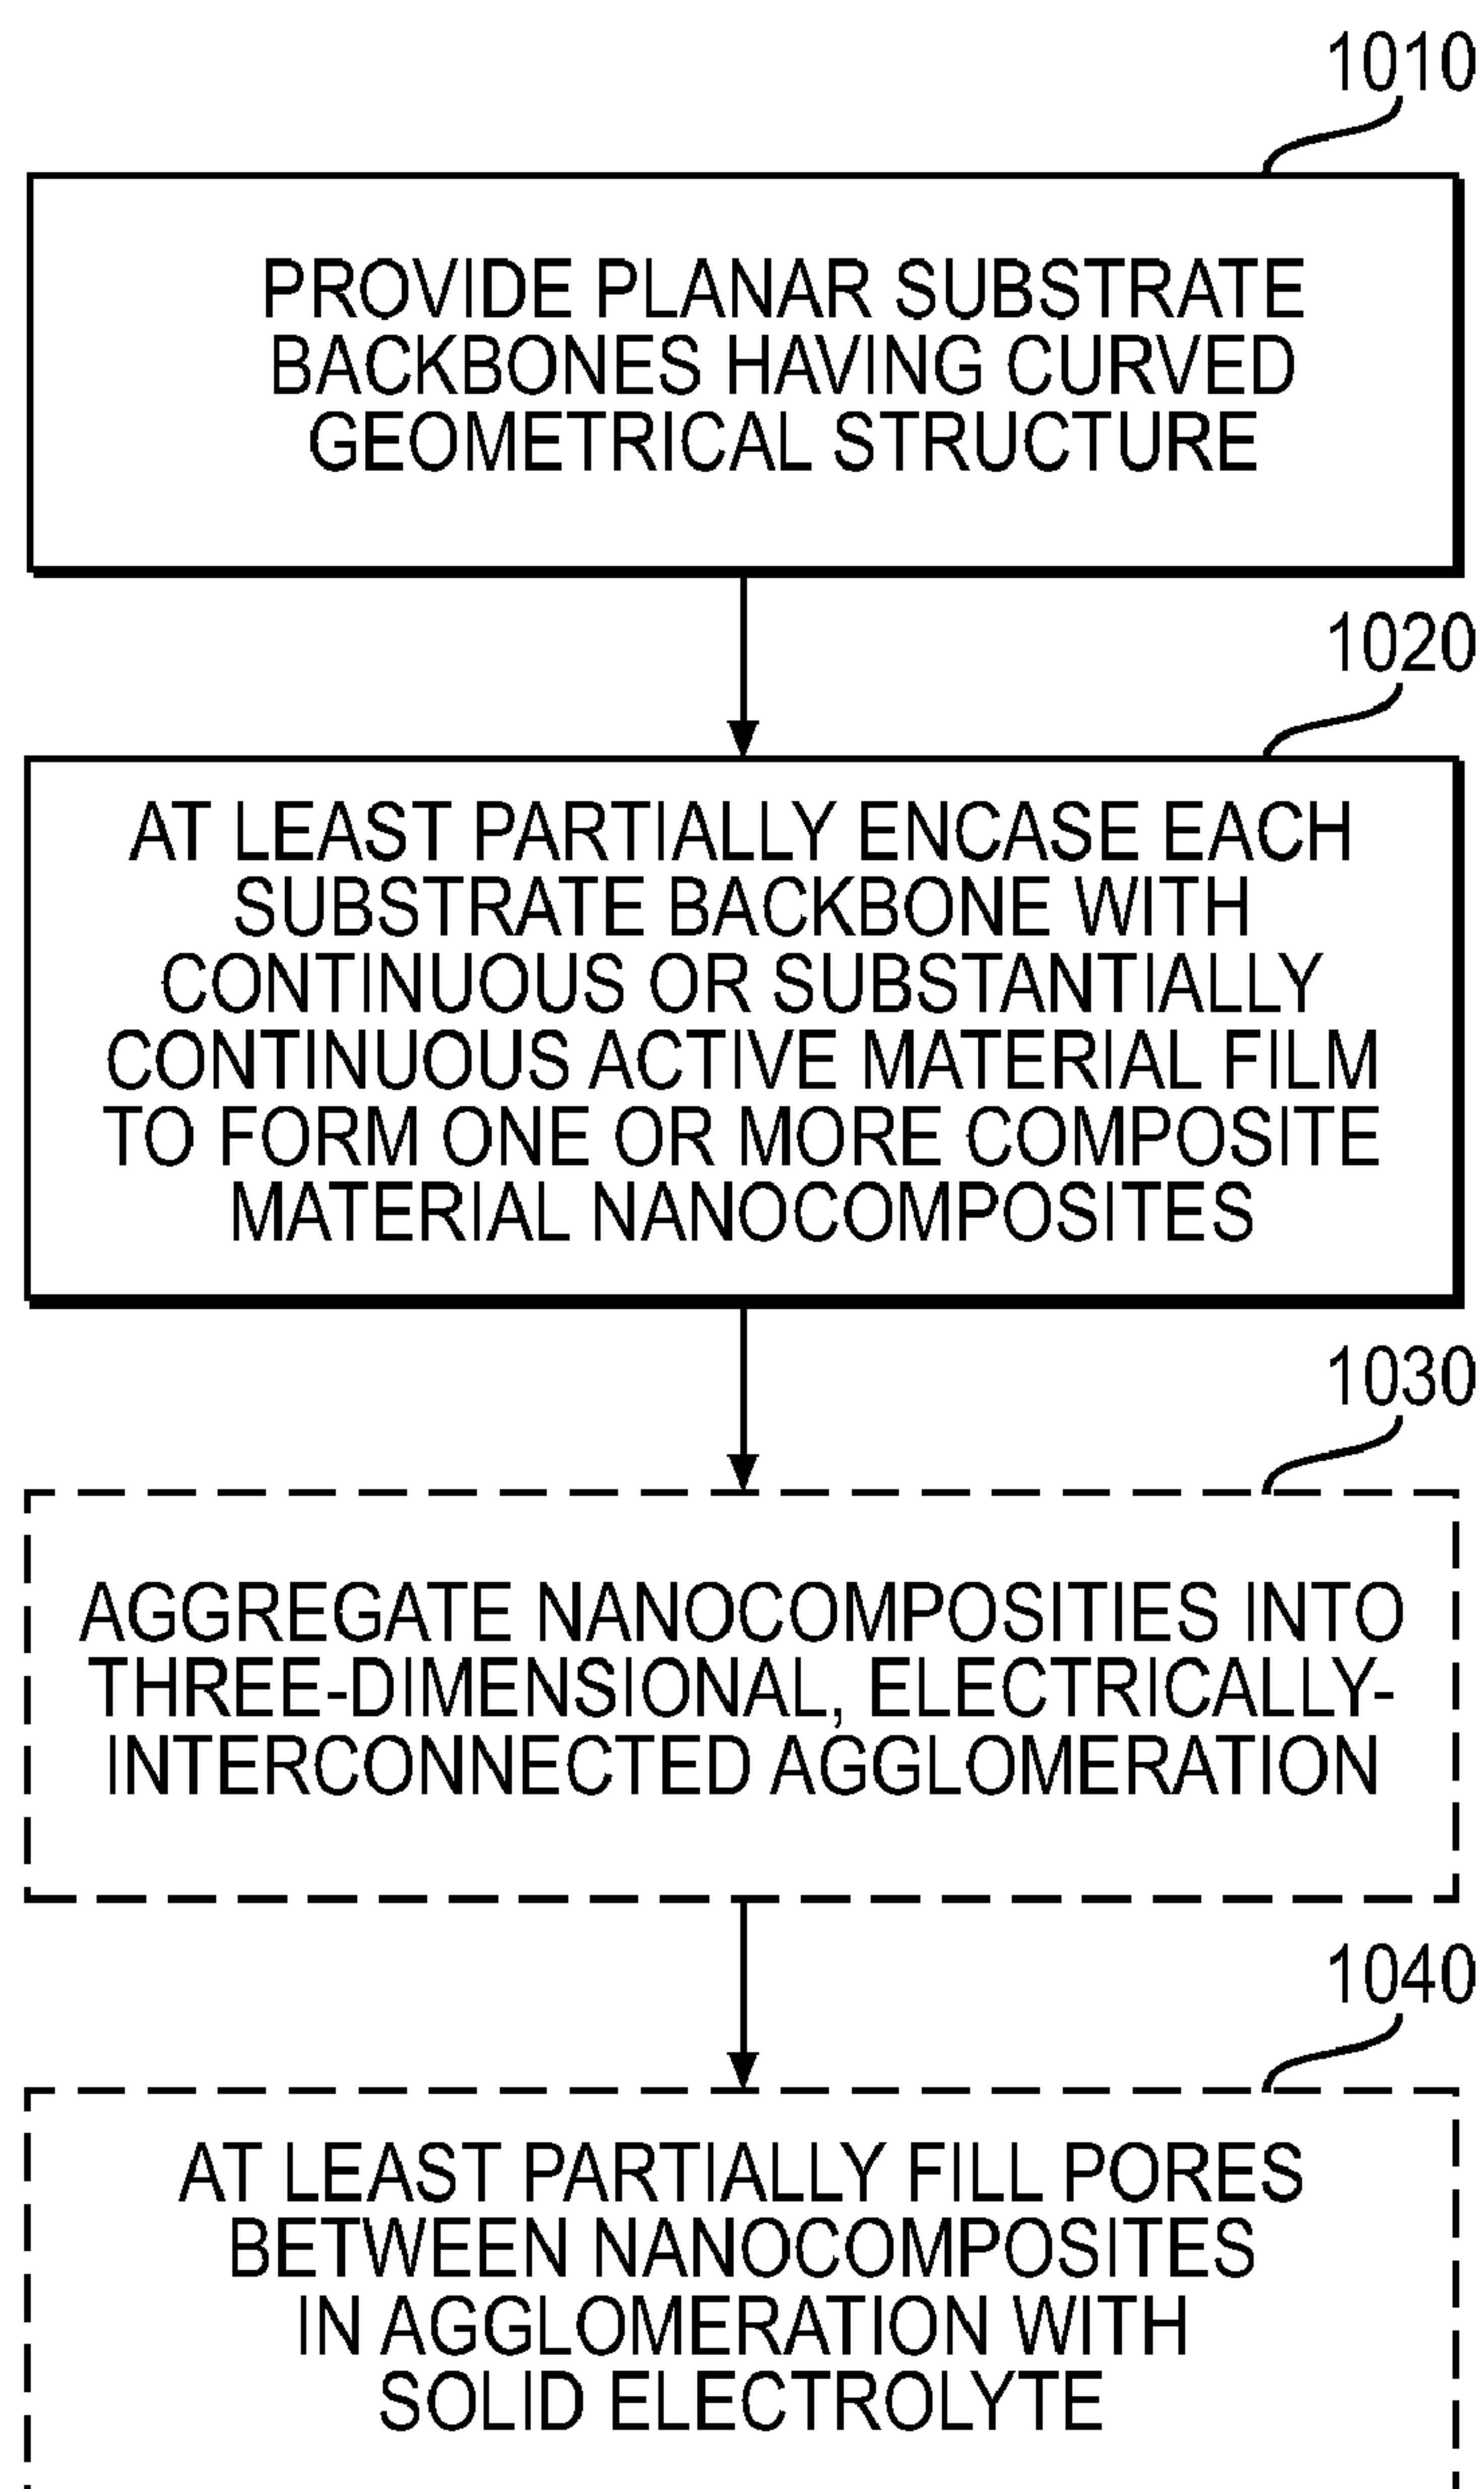 1010
PROVIDE PLANAR SUBSTRATE
BACKBONES HAVING CURVED
GEOMETRICAL STRUCTURE
1020
AT LEAST PARTIALLY ENCASE EACH
SUBSTRATE BACKBONE WITH
CONTINUOUS OR SUBSTANTIALLY
CONTINUOUS ACTIVE MATERIAL FILM
TO FORM ONE OR MORE COMPOSITE
MATERIAL NANOCOMPOSITES
1030
AGGREGATE NANOCOMPOSITIES INTO
THREE-DIMENSIONAL, ELECTRICALLY-
INTERCONNECTED AGGLOMERATION
1040
AT LEAST PARTIALLY FILL PORES
BETWEEN NANOCOMPOSITES
IN AGGLOMERATION WITH
SOLID ELECTROLYTE